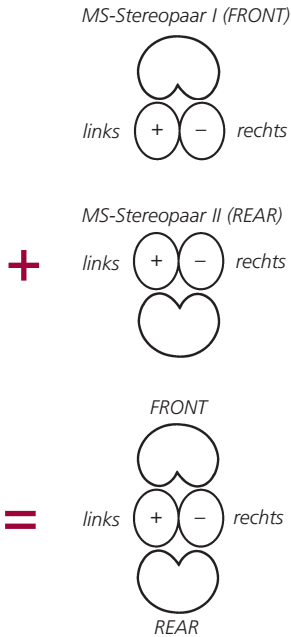 MS-Stereopaar I (FRONT)
links + − rechts
MS-Stereopaar II (REAR)
+ links + − rechts
FRONT
= links + − rechts
REAR